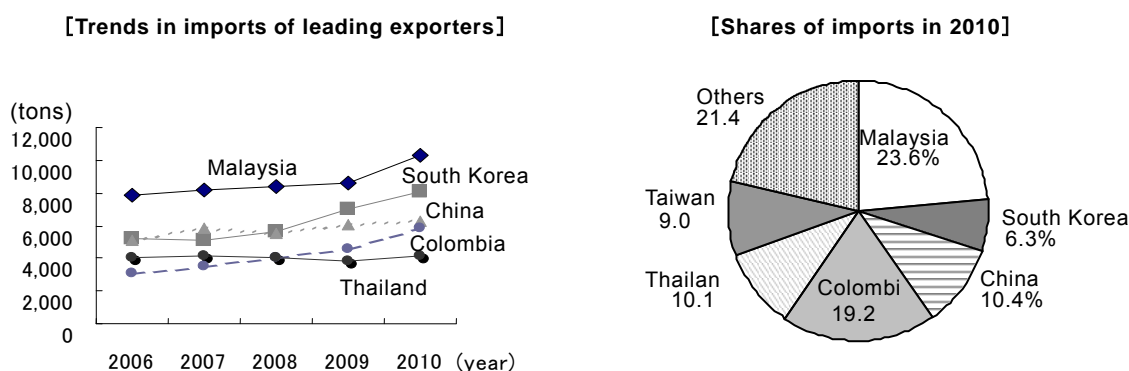 [Trends in imports of leading exporters]
(tons)
12,000
10,000
8,000
6,000
4,000
2,000
0
Malaysia
South Korea
China
Colombia
Thailand
2006 2007 2008 2009 2010 (year)
[Shares of imports in 2010]
Others
21.4
Malaysia
23.6%
Taiwan
9.0
South Korea
6.3%
Thailan
10.1
Colombi
19.2
China
10.4%